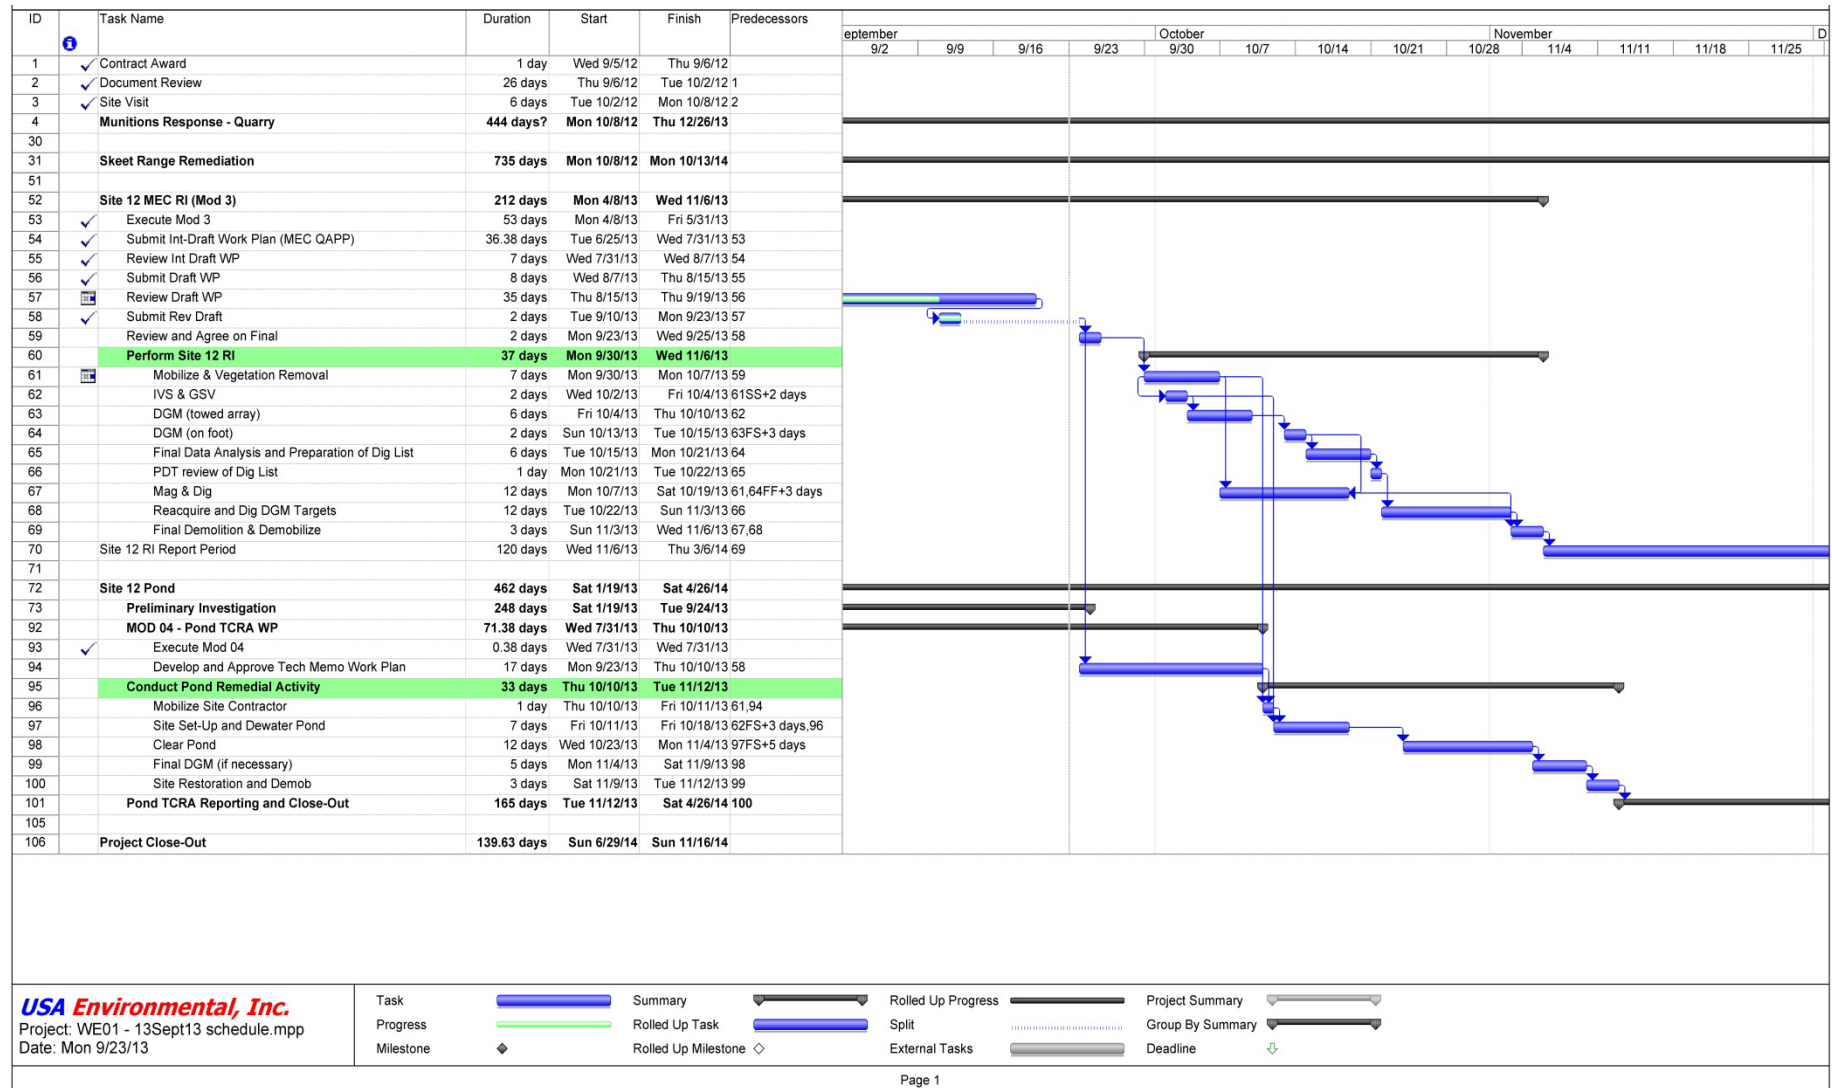 ID Task Name Duration Start Finish Predecessors
eptember October November D
9/2 9/9 9/16 9/23 9/30 10/7 10/14 10/21 10/28 11/4 11/11 11/18 11/25
1 Contract Award 1 day Wed 9/5/12 Thu 9/6/12
2 Document Review 26 days Thu 9/6/12 Tue 10/2/12 1
3 Site Visit 6 days Tue 10/2/12 Mon 10/8/12 2
4 Munitions Response - Quarry 444 days? Mon 10/8/12 Thu 12/26/13
30
31 Skeet Range Remediation 735 days Mon 10/8/12 Mon 10/13/14
51
52 Site 12 MEC RI (Mod 3) 212 days Mon 4/8/13 Wed 11/6/13
53 Execute Mod 3 53 days Mon 4/8/13 Fri 5/31/13
54 Submit Int-Draft Work Plan (MEC QAPP) 36.38 days Tue 6/25/13 Wed 7/31/13 53
55 Review Int Draft WP 7 days Wed 7/31/13 Wed 8/7/13 54
56 Submit Draft WP 8 days Wed 8/7/13 Thu 8/15/13 55
57 Review Draft WP 35 days Thu 8/15/13 Thu 9/19/13 56
58 Submit Rev Draft 2 days Tue 9/10/13 Mon 9/23/13 57
59 Review and Agree on Final 2 days Mon 9/23/13 Wed 9/25/13 58
60 Perform Site 12 RI 37 days Mon 9/30/13 Wed 11/6/13
61 Mobilize & Vegetation Removal 7 days Mon 9/30/13 Mon 10/7/13 59
62 IVS & GSV 2 days Wed 10/2/13 Fri 10/4/13 61SS+2 days
63 DGM (towed array) 6 days Fri 10/4/13 Thu 10/10/13 62
64 DGM (on foot) 2 days Sun 10/13/13 Tue 10/15/13 63FS+3 days
65 Final Data Analysis and Preparation of Dig List 6 days Tue 10/15/13 Mon 10/21/13 64
66 PDT review of Dig List 1 day Mon 10/21/13 Tue 10/22/13 65
67 Mag & Dig 12 days Mon 10/7/13 Sat 10/19/13 61,64FF+3 days
68 Reacquire and Dig DGM Targets 12 days Tue 10/22/13 Sun 11/3/13 66
69 Final Demolition & Demobilize 3 days Sun 11/3/13 Wed 11/6/13 67,68
70 Site 12 RI Report Period 120 days Wed 11/6/13 Thu 3/6/14 69
71
72 Site 12 Pond 462 days Sat 1/19/13 Sat 4/26/14
73 Preliminary Investigation 248 days Sat 1/19/13 Tue 9/24/13
92 MOD 04 - Pond TCRA WP 71.38 days Wed 7/31/13 Thu 10/10/13
93 Execute Mod 04 0.38 days Wed 7/31/13 Wed 7/31/13
94 Develop and Approve Tech Memo Work Plan 17 days Mon 9/23/13 Thu 10/10/13 58
95 Conduct Pond Remedial Activity 33 days Thu 10/10/13 Tue 11/12/13
96 Mobilize Site Contractor 1 day Thu 10/10/13 Fri 10/11/13 61,94
97 Site Set-Up and Dewater Pond 7 days Fri 10/11/13 Fri 10/18/13 62FS+3 days,96
98 Clear Pond 12 days Wed 10/23/13 Mon 11/4/13 97FS+5 days
99 Final DGM (if necessary) 5 days Mon 11/4/13 Sat 11/9/13 98
100 Site Restoration and Demob 3 days Sat 11/9/13 Tue 11/12/13 99
101 Pond TCRA Reporting and Close-Out 165 days Tue 11/12/13 Sat 4/26/14 100
105
106 Project Close-Out 139.63 days Sun 6/29/14 Sun 11/16/14
USA Environmental, Inc.
Project: WE01 - 13Sept13 schedule.mpp
Date: Mon 9/23/13
Task Summary Rolled Up Progress Project Summary
Progress Rolled Up Task Split Group By Summary
Milestone Rolled Up Milestone External Tasks Deadline
Page 1